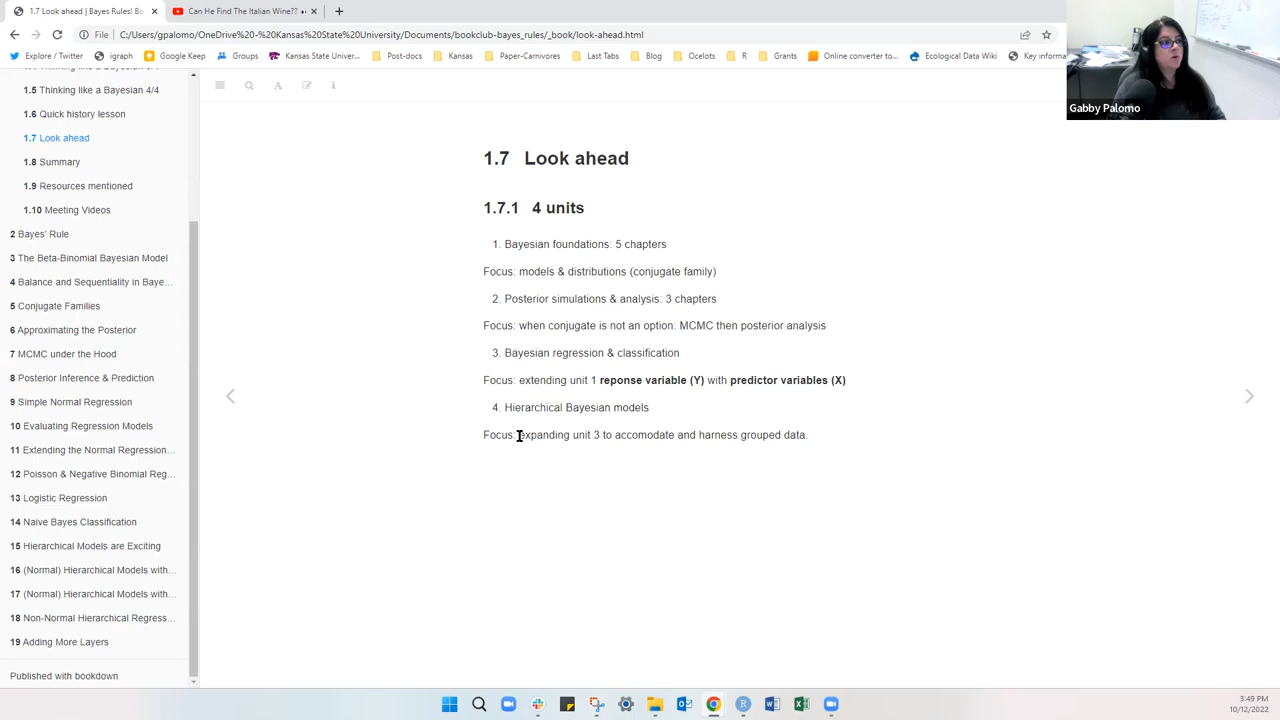 1.7 Look ahead | Bayes Rules! Bo
Can He Find The Italian Wine??
File
C:/Users/gpalomo/OneDrive%20-%20Kansas%20State%20University/Documents/bookclub-bayes_rules/_book/look-ahead.html
Explore / Twitter
igraph
Google Keep
Groups
Kansas State Univer...
Post-docs
Kansas
Paper-Carnivores
Last Tabs
Blog
Ocelots
R
Grants
Online converter to...
Ecological Data Wiki
Key informa
Gabby Palomo
1.5 Thinking like a Bayesian 4/4
1.6 Quick history lesson
1.7 Look ahead
1.8 Summary
1.9 Resources mentioned
1.10 Meeting Videos
2 Bayes' Rule
3 The Beta-Binomial Bayesian Model
4 Balance and Sequentiality in Baye...
5 Conjugate Families
6 Approximating the Posterior
7 MCMC under the Hood
8 Posterior Inference & Prediction
9 Simple Normal Regression
10 Evaluating Regression Models
11 Extending the Normal Regression...
12 Poisson & Negative Binomial Reg...
13 Logistic Regression
14 Naive Bayes Classification
15 Hierarchical Models are Exciting
16 (Normal) Hierarchical Models with...
17 (Normal) Hierarchical Models with...
18 Non-Normal Hierarchical Regress...
19 Adding More Layers
Published with bookdown
1.7 Look ahead
1.7.1 4 units
1. Bayesian foundations: 5 chapters
Focus: models & distributions (conjugate family)
2. Posterior simulations & analysis: 3 chapters
Focus: when conjugate is not an option: MCMC then posterior analysis
3. Bayesian regression & classification
Focus: extending unit 1 reponse variable (Y) with predictor variables (X)
4. Hierarchical Bayesian models
Focus: expanding unit 3 to accomodate and harness grouped data.
3:49 PM
10/12/2022